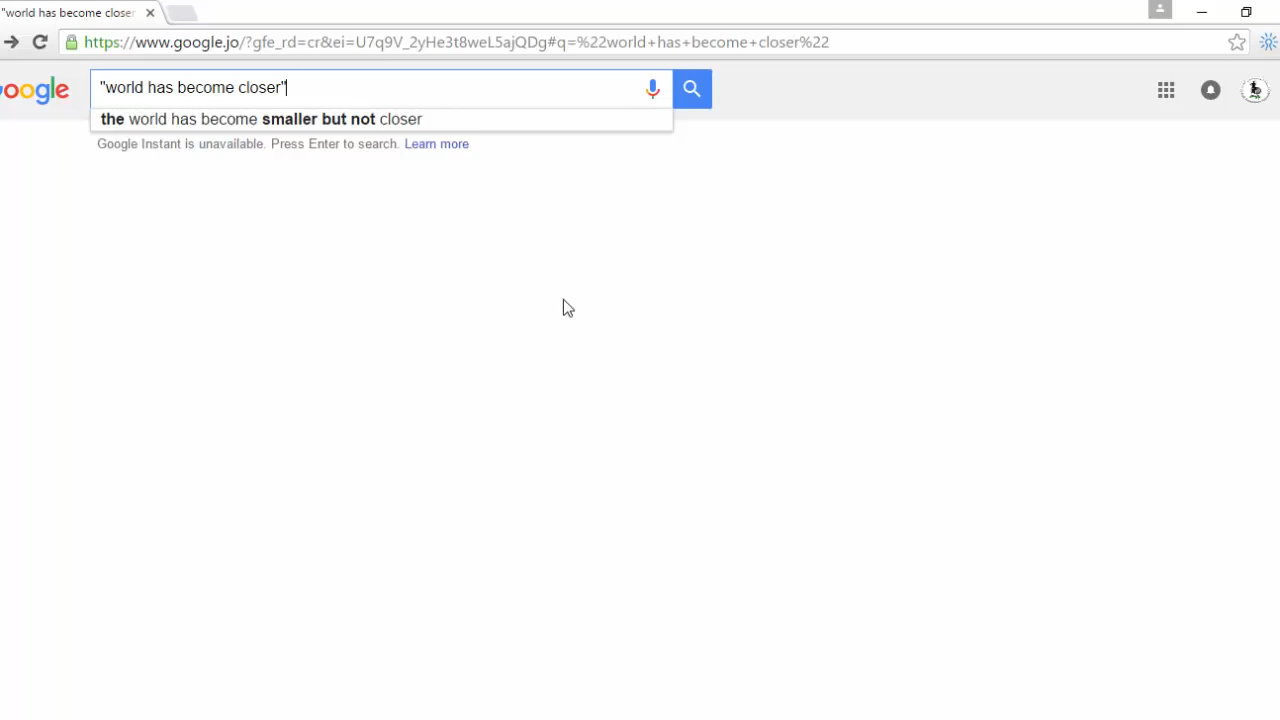 "world has become closer
https://www.google.jo/?gfe_rd=cr&ei=U7q9V_2yHe3t8weL5ajQDg#q=%22world+has+become+closer%22
oogle
"world has become closer"
the world has become smaller but not closer
Google Instant is unavailable. Press Enter to search. Learn more